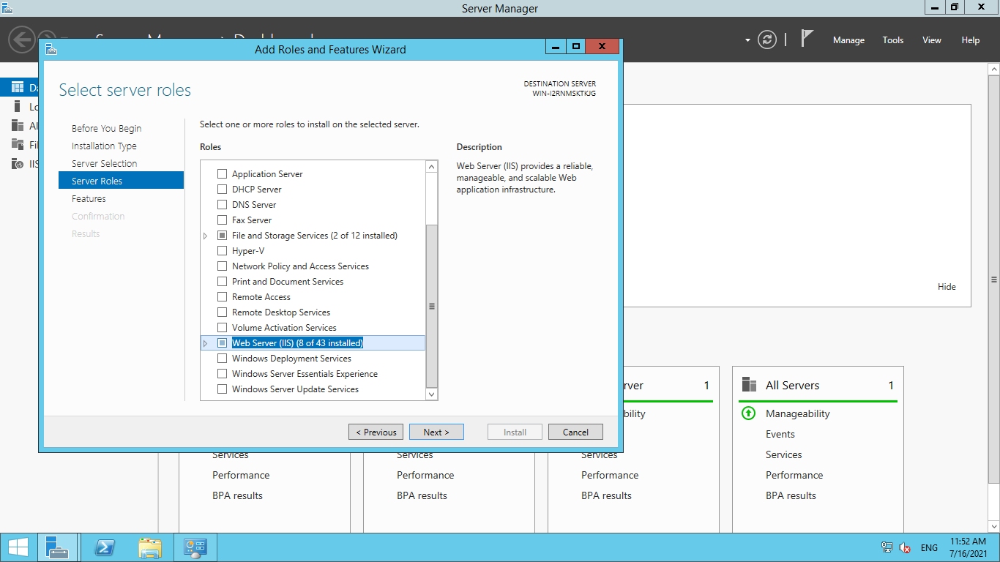 Server Manager
Manage
Tools
View
Help
Add Roles and Features Wizard
Select server roles
DESTINATION SERVER
WIN-I2RNMSKTKJG
Before You Begin
Installation Type
Server Selection
Server Roles
Features
Confirmation
Results
Select one or more roles to install on the selected server.
Roles
Application Server
DHCP Server
DNS Server
Fax Server
File and Storage Services (2 of 12 installed)
Hyper-V
Network Policy and Access Services
Print and Document Services
Remote Access
Remote Desktop Services
Volume Activation Services
Web Server (IIS) (8 of 43 installed)
Windows Deployment Services
Windows Server Essentials Experience
Windows Server Update Services
Description
Web Server (IIS) provides a reliable,
manageable, and scalable Web
application infrastructure.
< Previous
Next >
Install
Cancel
Hide
IIS
Services
Performance
BPA results
Services
Performance
BPA results
1
Services
Performance
BPA results
All Servers 1
Manageability
Events
Services
Performance
BPA results
ENG
11:52 AM
7/16/2021